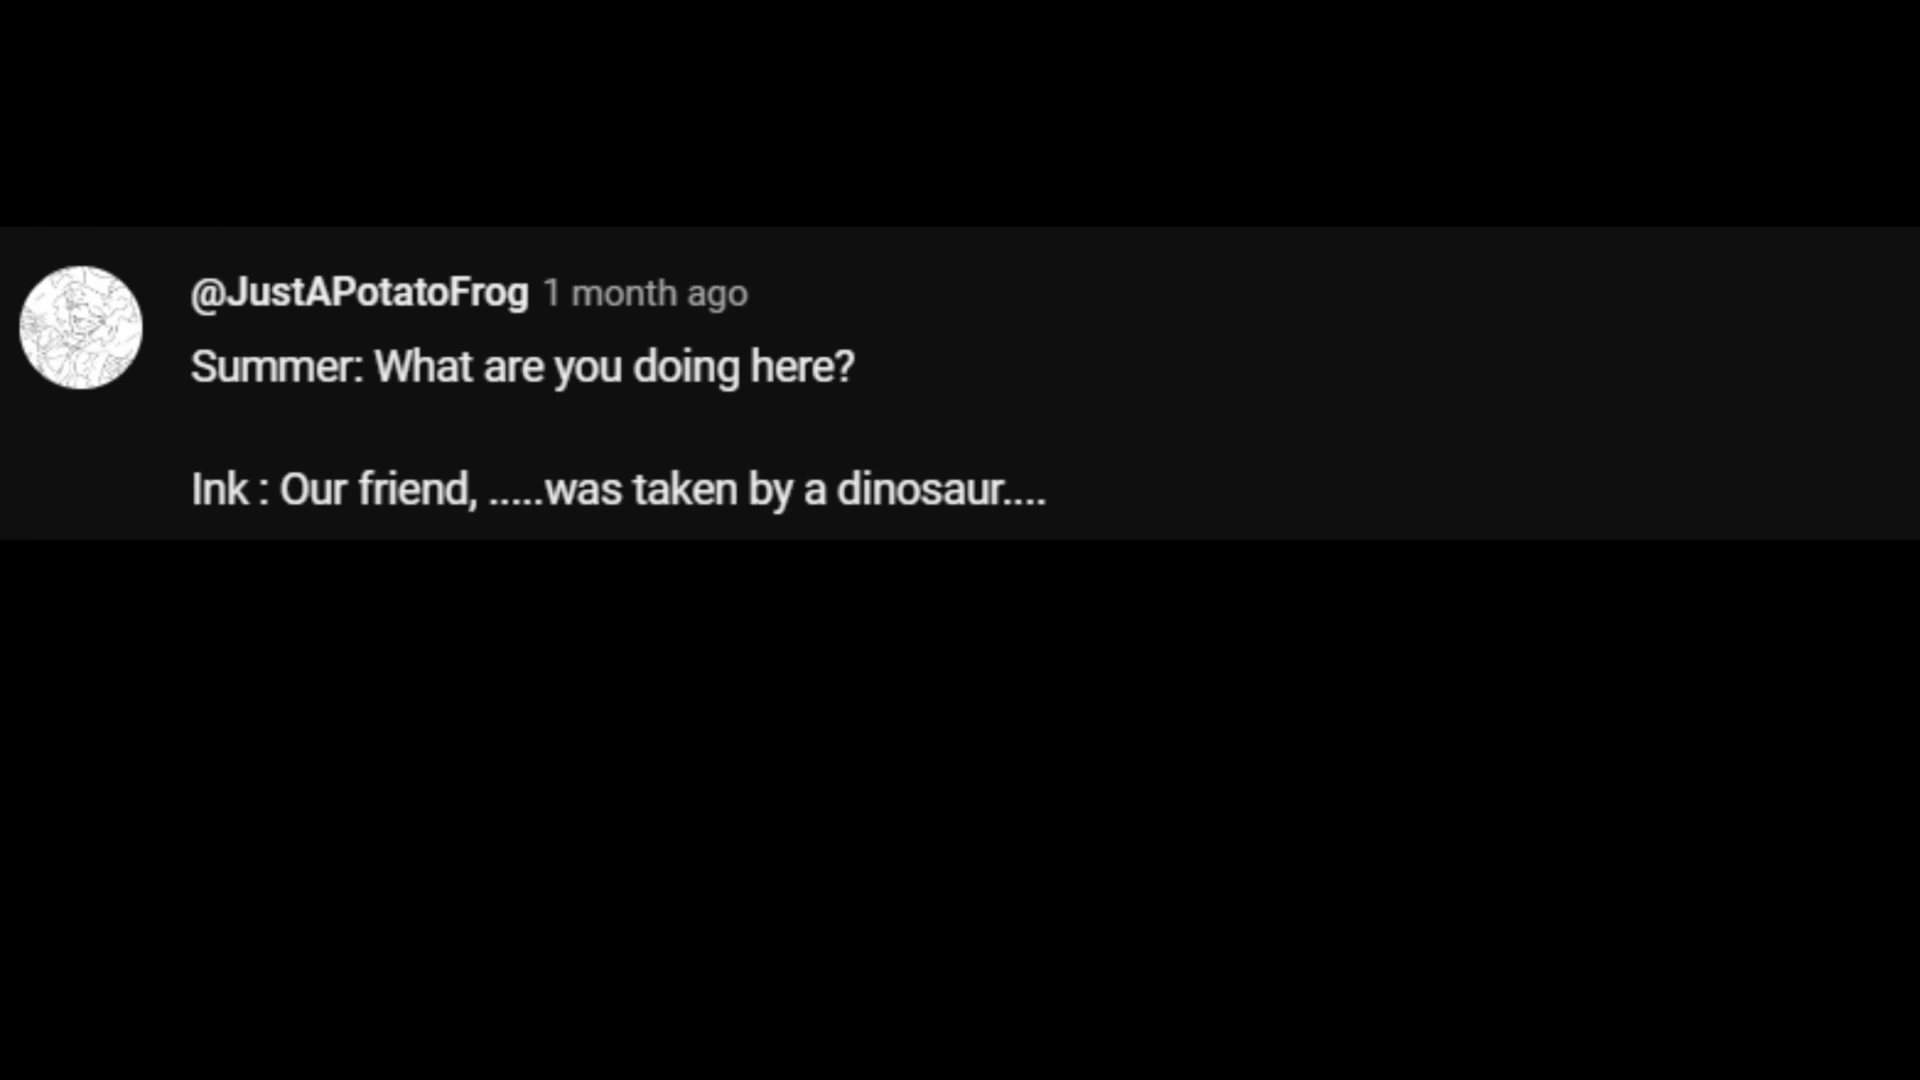 @JustAPotatoFrog 1 month ago
Summer: What are you doing here?
Ink : Our friend, .....was taken by a dinosaur....